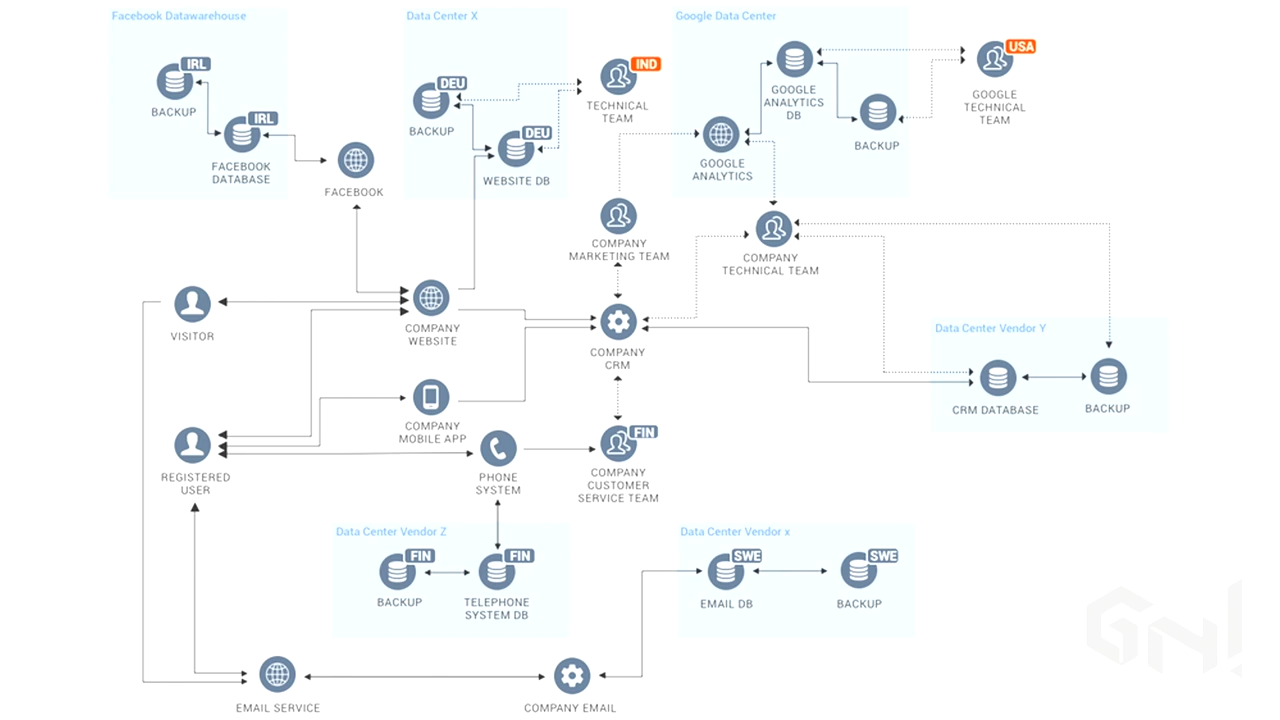 Facebook Datawarehouse
Data Center X
Google Data Center
IRL
BACKUP
IRL
FACEBOOK
DATABASE
FACEBOOK
DEU
BACKUP
DEU
WEBSITE DB
IND
TECHNICAL
TEAM
GOOGLE
ANALYTICS
DB
BACKUP
GOOGLE
ANALYTICS
USA
GOOGLE
TECHNICAL
TEAM
COMPANY
MARKETING TEAM
COMPANY
TECHNICAL TEAM
VISITOR
COMPANY
WEBSITE
COMPANY
CRM
Data Center Vendor Y
CRM DATABASE
BACKUP
COMPANY
MOBILE APP
REGISTERED
USER
PHONE
SYSTEM
FIN
COMPANY
CUSTOMER
SERVICE TEAM
Data Center Vendor Z
FIN
BACKUP
FIN
TELEPHONE
SYSTEM DB
Data Center Vendor x
SWE
EMAIL DB
SWE
BACKUP
EMAIL SERVICE
COMPANY EMAIL
GN!